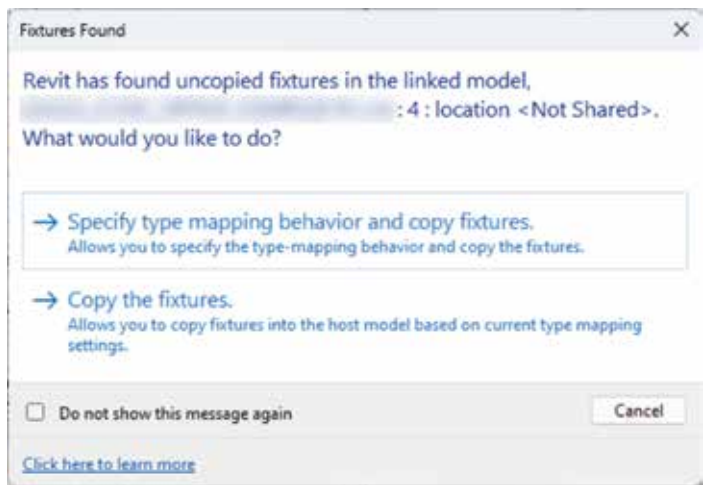 Fixtures Found
Revit has found uncopied fixtures in the linked model,
: 4 : location <Not Shared>.
What would you like to do?
→ Specify type mapping behavior and copy fixtures.
Allows you to specify the type-mapping behavior and copy the fixtures.
→ Copy the fixtures.
Allows you to copy fixtures into the host model based on current type mapping
settings.
Do not show this message again
Cancel
Click here to learn more